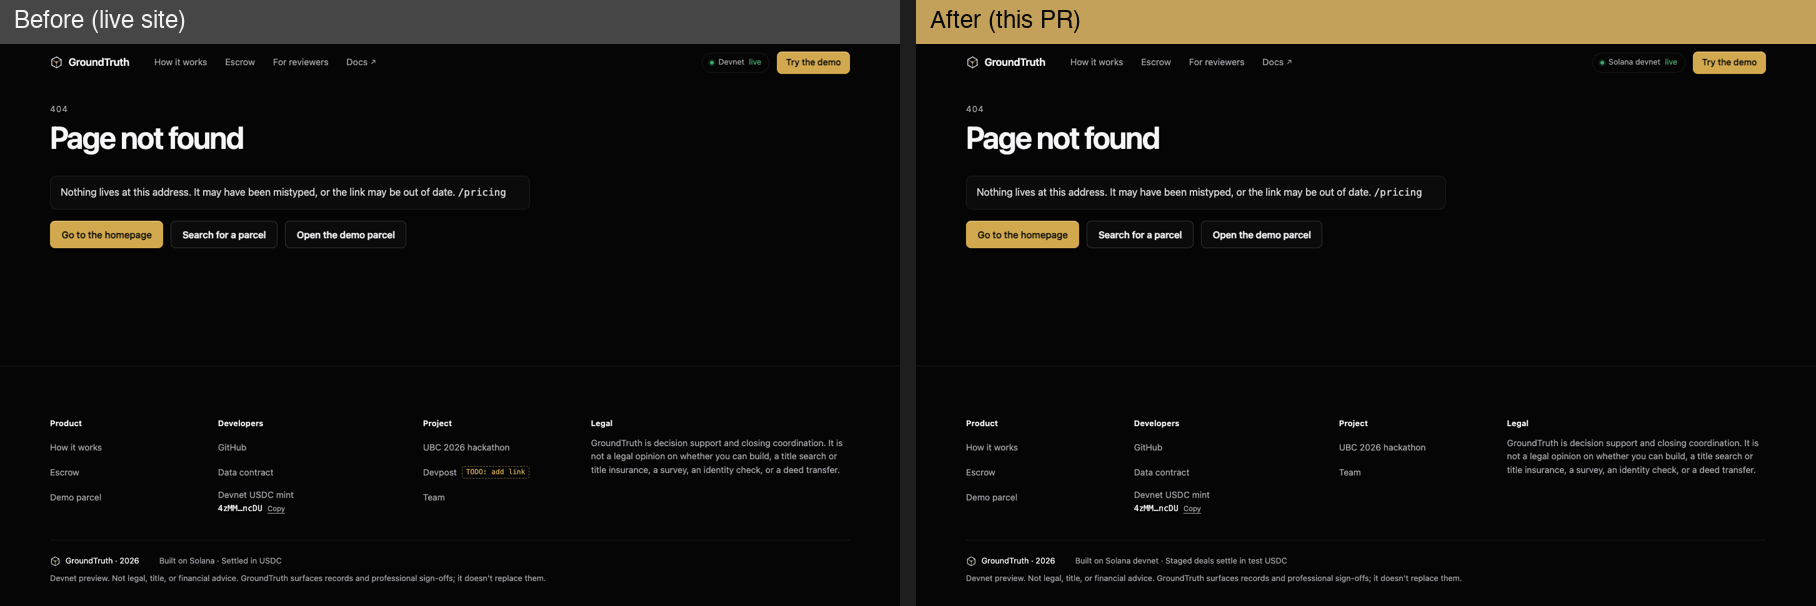 Before (live site)
GroundTruth How it works Escrow For reviewers Docs ↗ Devnet live Try the demo
404
Page not found
Nothing lives at this address. It may have been mistyped, or the link may be out of date. /pricing
Go to the homepage Search for a parcel Open the demo parcel
Product
How it works
Escrow
Demo parcel
Developers
GitHub
Data contract
Devnet USDC mint
4zMM…ncDU Copy
Project
UBC 2026 hackathon
Devpost TODO: add link
Team
Legal
GroundTruth is decision support and closing coordination. It is
not a legal opinion on whether you can build, a title search or
title insurance, a survey, an identity check, or a deed transfer.
GroundTruth · 2026 Built on Solana · Settled in USDC
Devnet preview. Not legal, title, or financial advice. GroundTruth surfaces records and professional sign-offs; it doesn't replace them.
After (this PR)
GroundTruth How it works Escrow For reviewers Docs ↗ Solana devnet live Try the demo
404
Page not found
Nothing lives at this address. It may have been mistyped, or the link may be out of date. /pricing
Go to the homepage Search for a parcel Open the demo parcel
Product
How it works
Escrow
Demo parcel
Developers
GitHub
Data contract
Devnet USDC mint
4zMM…ncDU Copy
Project
UBC 2026 hackathon
Team
Legal
GroundTruth is decision support and closing coordination. It is
not a legal opinion on whether you can build, a title search or
title insurance, a survey, an identity check, or a deed transfer.
GroundTruth · 2026 Built on Solana devnet · Staged deals settle in test USDC
Devnet preview. Not legal, title, or financial advice. GroundTruth surfaces records and professional sign-offs; it doesn't replace them.